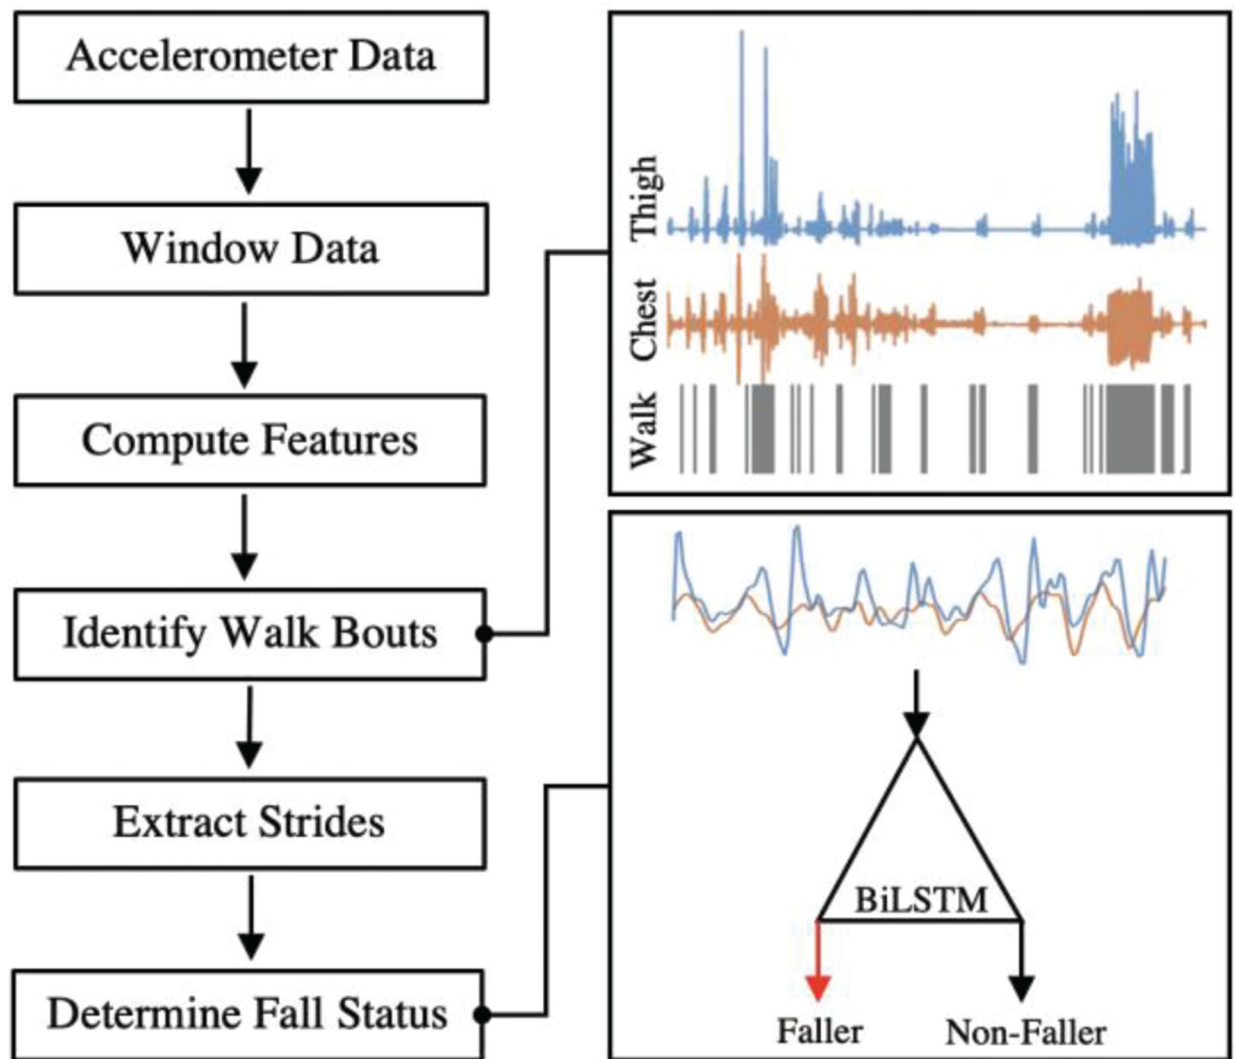 Accelerometer Data
Window Data
Compute Features
Identify Walk Bouts
Extract Strides
Determine Fall Status
Thigh
Chest
Walk
BiLSTM
Faller
Non-Faller